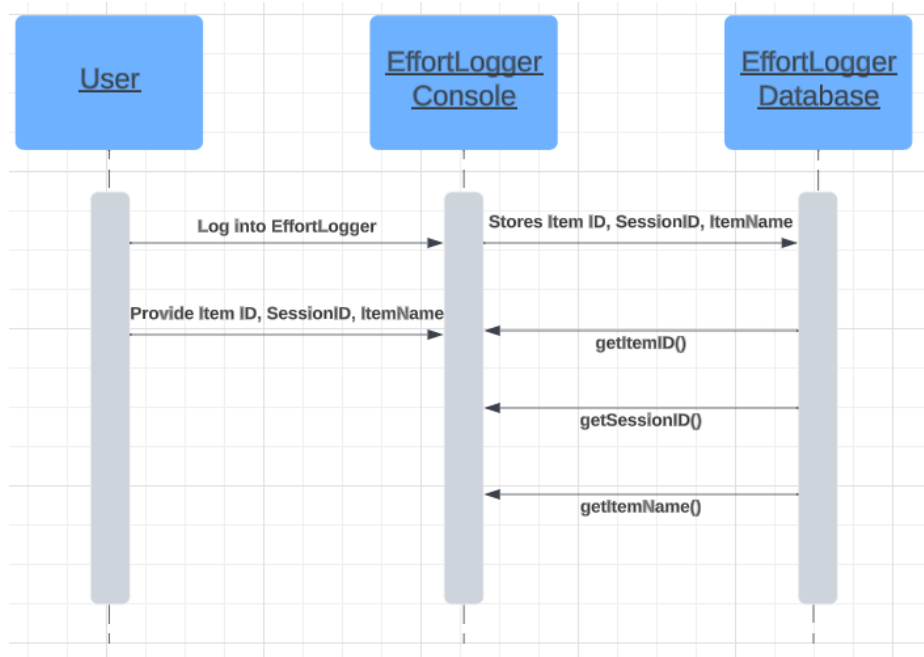 User
EffortLogger
Console
EffortLogger
Database
Log into EffortLogger
Stores Item ID, SessionID, ItemName
Provide Item ID, SessionID, ItemName
getItemID()
getSessionID()
getItemName()